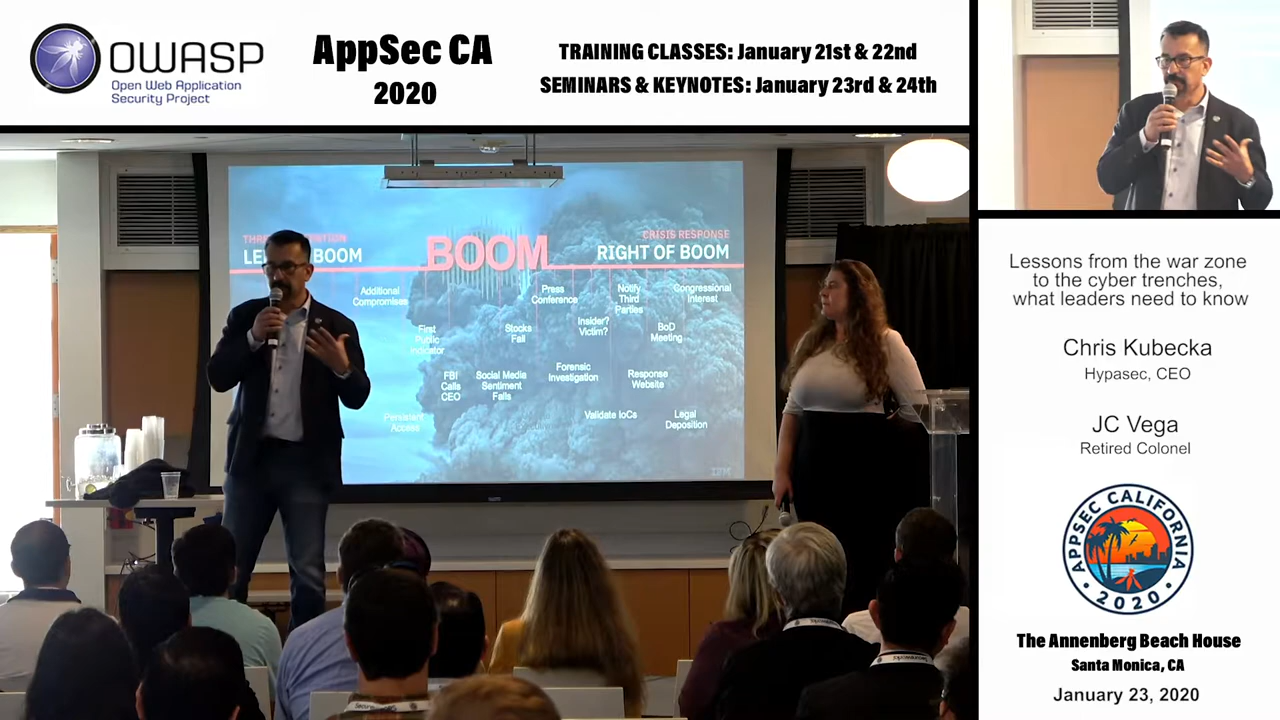 OWASP
Open Web Application
Security Project
AppSec CA
2020
TRAINING CLASSES: January 21st & 22nd
SEMINARS & KEYNOTES: January 23rd & 24th
BOOM
CRISIS RESPONSE
RIGHT OF BOOM
BOOM
Additional
Compromises
First
Public
Indicator
FBI
Calls
CEO
Persistent
Access
Stocks
Fall
Social Media
Sentiment
Falls
Press
Conference
Insider?
Victim?
Forensic
Investigation
Validate IoCs
Notify
Third
Parties
Response
Website
Congressional
Interest
BoD
Meeting
Legal
Deposition
IBM
Lessons from the war zone
to the cyber trenches,
what leaders need to know
Chris Kubecka
Hypasec, CEO
JC Vega
Retired Colonel
APPSEC CALIFORNIA
2020
The Annenberg Beach House
Santa Monica, CA
January 23, 2020